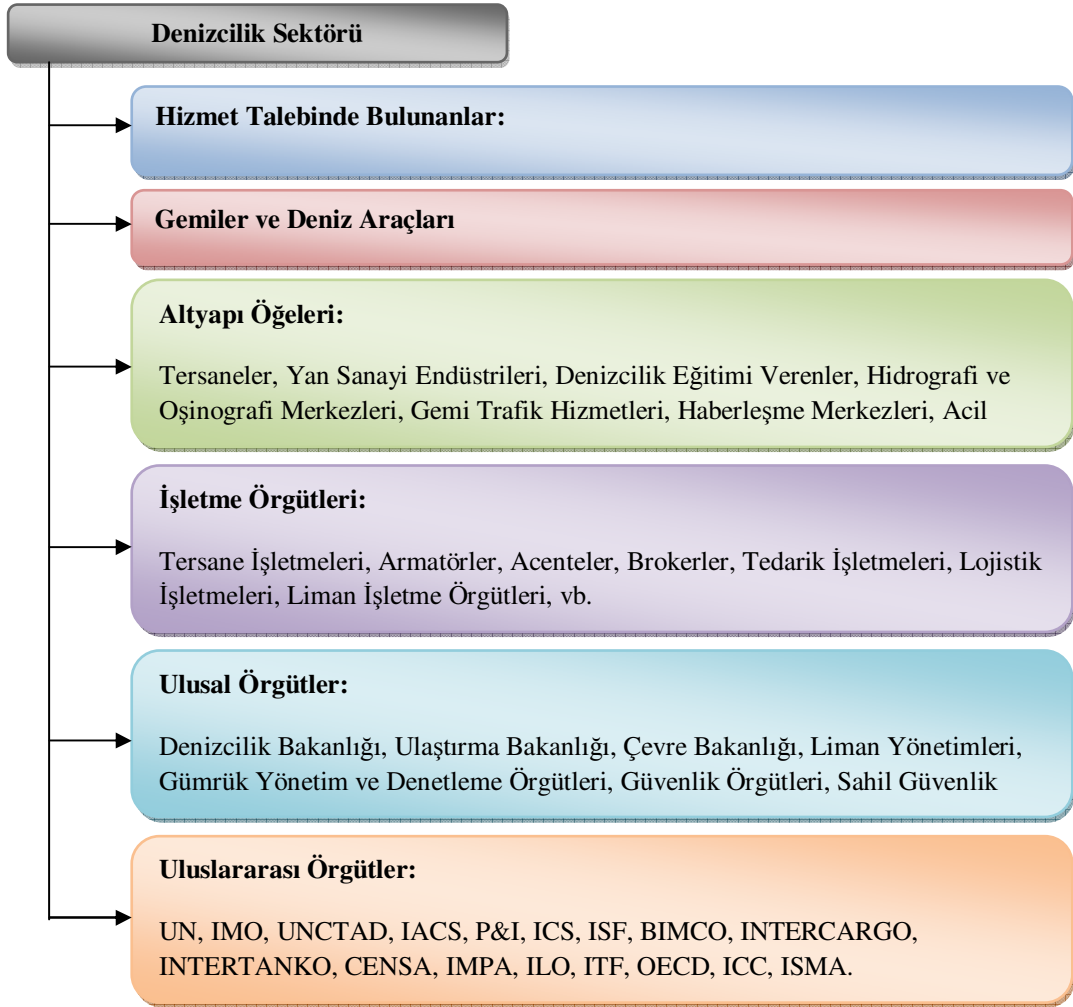 Denizcilik Sektörü
Hizmet Talebinde Bulunanlar:
Gemiler ve Deniz Araçları
Altyapı Öğeleri:
Tersaneler, Yan Sanayi Endüstrileri, Denizcilik Eğitimi Verenler, Hidrografi ve
Oşinografi Merkezleri, Gemi Trafik Hizmetleri, Haberleşme Merkezleri, Acil
İşletme Örgütleri:
Tersane İşletmeleri, Armatörler, Acenteler, Brokerler, Tedarik İşletmeleri, Lojistik
İşletmeleri, Liman İşletme Örgütleri, vb.
Ulusal Örgütler:
Denizcilik Bakanlığı, Ulaştırma Bakanlığı, Çevre Bakanlığı, Liman Yönetimleri,
Gümrük Yönetim ve Denetleme Örgütleri, Güvenlik Örgütleri, Sahil Güvenlik
Uluslararası Örgütler:
UN, IMO, UNCTAD, IACS, P&I, ICS, ISF, BIMCO, INTERCARGO,
INTERTANKO, CENSA, IMPA, ILO, ITF, OECD, ICC, ISMA.